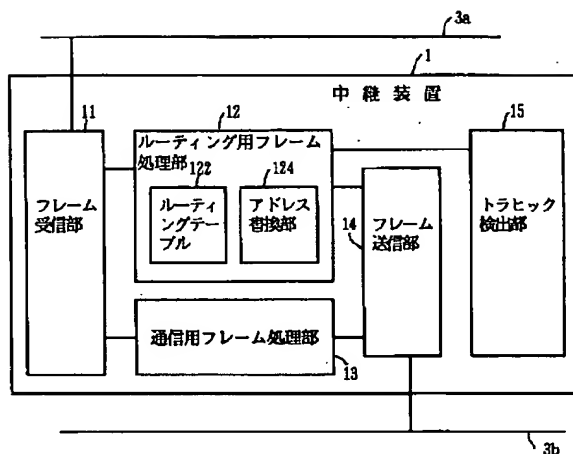 3a
1
中継装置
11
12
15
ルーティング用フレーム
処理部
122
124
フレーム
受信部
ルーティ
ングテー
ブル
アドレス
替換部
14
フレーム
送信部
トラヒック
検出部
通信用フレーム処理部
13
3b